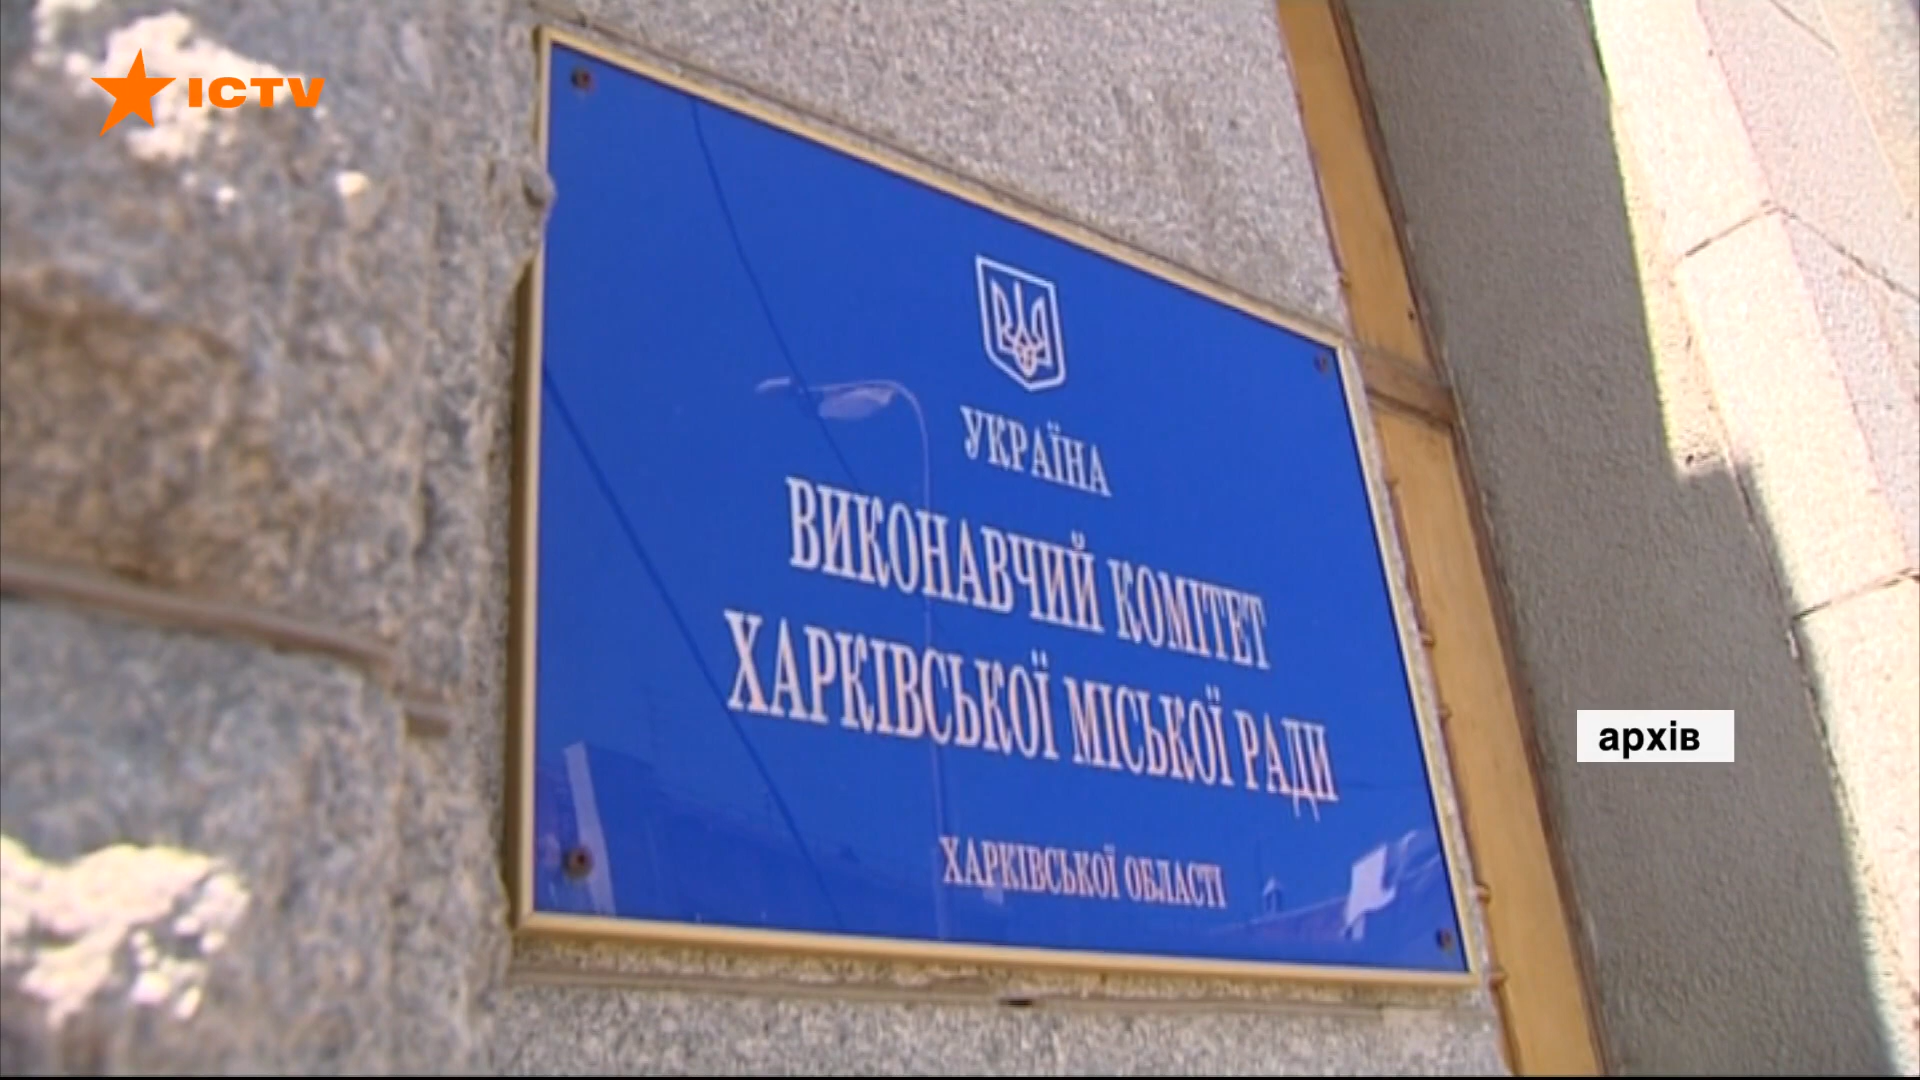 ICTV
УКРАЇНА
ВИКОНАВЧИЙ КОМІТЕТ
ХАРКІВСЬКОЇ МІСЬКОЇ РАДИ
ХАРКІВСЬКОЇ ОБЛАСТІ
архів